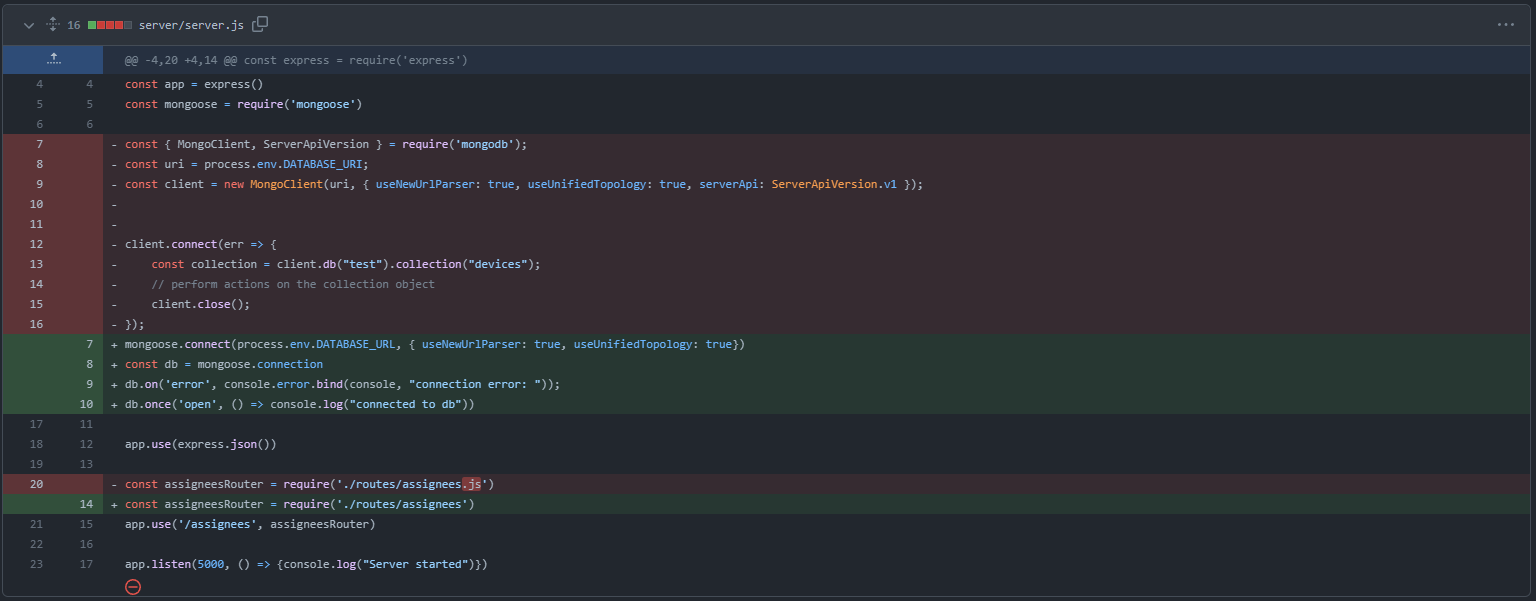 16 server/server.js
@@ -4,20 +4,14 @@ const express = require('express')
4 4 const app = express()
5 5 const mongoose = require('mongoose')
6 6
7 - const { MongoClient, ServerApiVersion } = require('mongodb');
8 - const uri = process.env.DATABASE_URI;
9 - const client = new MongoClient(uri, { useNewUrlParser: true, useUnifiedTopology: true, serverApi: ServerApiVersion.v1 });
10 -
11 -
12 - client.connect(err => {
13 -     const collection = client.db("test").collection("devices");
14 -     // perform actions on the collection object
15 -     client.close();
16 - });
7 + mongoose.connect(process.env.DATABASE_URL, { useNewUrlParser: true, useUnifiedTopology: true})
8 + const db = mongoose.connection
9 + db.on('error', console.error.bind(console, "connection error: "));
10 + db.once('open', () => console.log("connected to db"))
17 11
18 12 app.use(express.json())
19 13
20 - const assigneesRouter = require('./routes/assignees.js')
14 + const assigneesRouter = require('./routes/assignees')
21 15 app.use('/assignees', assigneesRouter)
22 16
23 17 app.listen(5000, () => {console.log("Server started")})